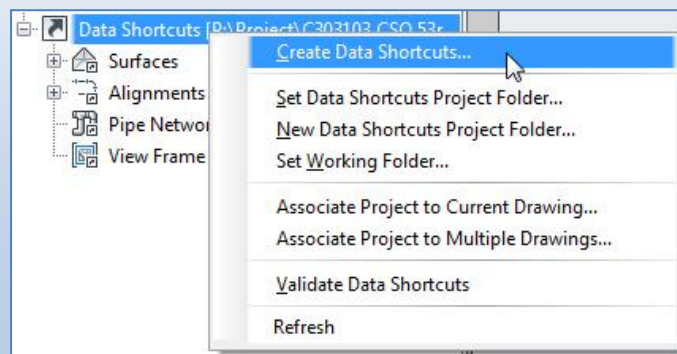 Data Shortcuts [P:\Project\C303103 CSO 53r
Create Data Shortcuts...
Surfaces
Alignments
Set Data Shortcuts Project Folder...
Pipe Networ
New Data Shortcuts Project Folder...
View Frame
Set Working Folder...
Associate Project to Current Drawing...
Associate Project to Multiple Drawings...
Validate Data Shortcuts
Refresh